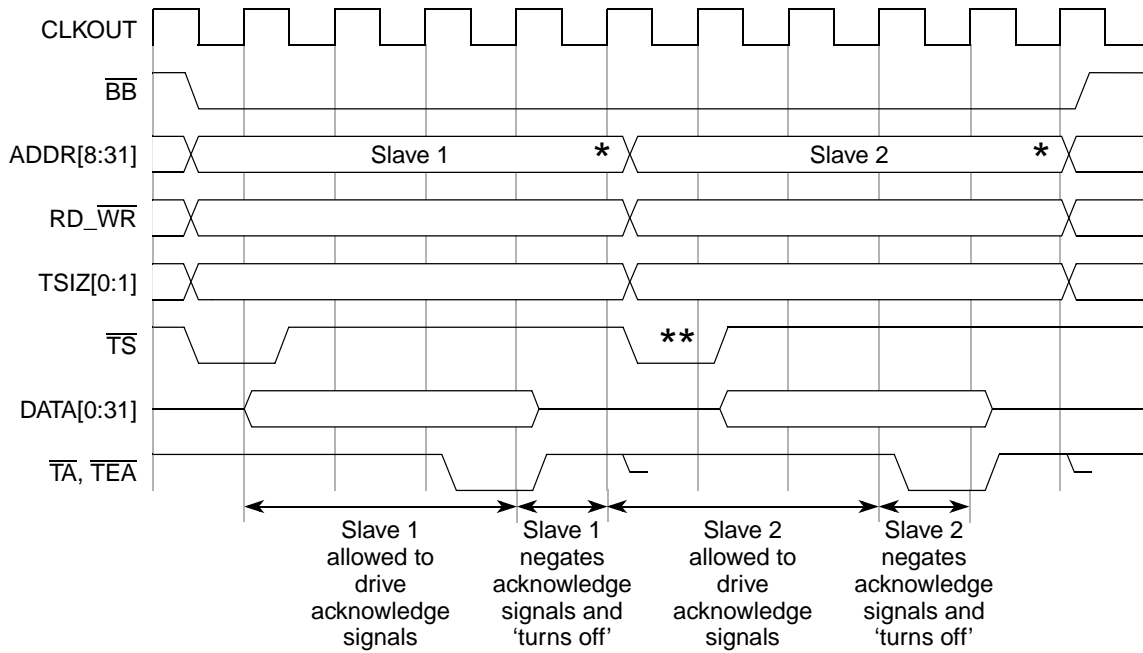 CLKOUT
BB
ADDR[8:31]
Slave 1
*
Slave 2
*
RD_WR
TSIZ[0:1]
TS
**
DATA[0:31]
TA, TEA
Slave 1
allowed to
drive
acknowledge
signals
Slave 1
negates
acknowledge
signals and
‘turns off’
Slave 2
allowed to
drive
acknowledge
signals
Slave 2
negates
acknowledge
signals and
‘turns off’